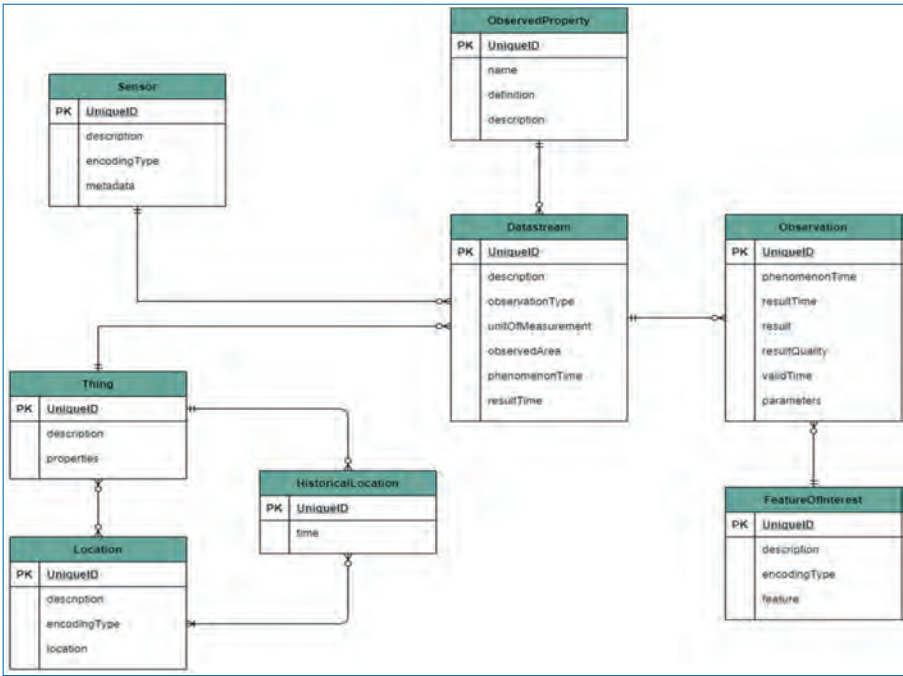 ObservedProperty
PK UniqueID
name
definition
description
Sensor
PK UniqueID
description
encodingType
metadata
Datastream
PK UniqueID
description
observationType
unitOfMeasurement
observedArea
phenomenonTime
resultTime
Observation
PK UniqueID
phenomenonTime
resultTime
result
resultQuality
validTime
parameters
Thing
PK UniqueID
description
properties
HistoricalLocation
PK UniqueID
time
Location
PK UniqueID
description
encodingType
location
FeatureOfInterest
PK UniqueID
description
encodingType
feature